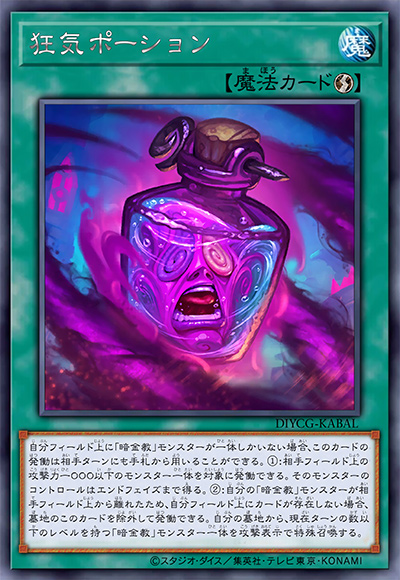 狂気ポーション
魔
【魔法カード】
DIYCG-KABAL
自分フィールド上に「暗金教」モンスターが一体しかいない場合、このカードの
発動は相手ターンにも手札から用いることができる。①:相手フィールド上の
攻撃力一〇〇〇以下のモンスター一体を対象に発動できる。そのモンスターの
コントロールはエンドフェイズまで得る。②:自分の「暗金教」モンスターが相
手フィールド上から離れたため、自分フィールド上にカードが存在しない場合、
墓地のこのカードを除外して発動できる。自分の墓地から、現在ターンの数以
下のレベルを持つ「暗金教」モンスター一体を攻撃表示で特殊召喚する。
©スタジオ・ダイス/集英社・テレビ東京・KONAMI